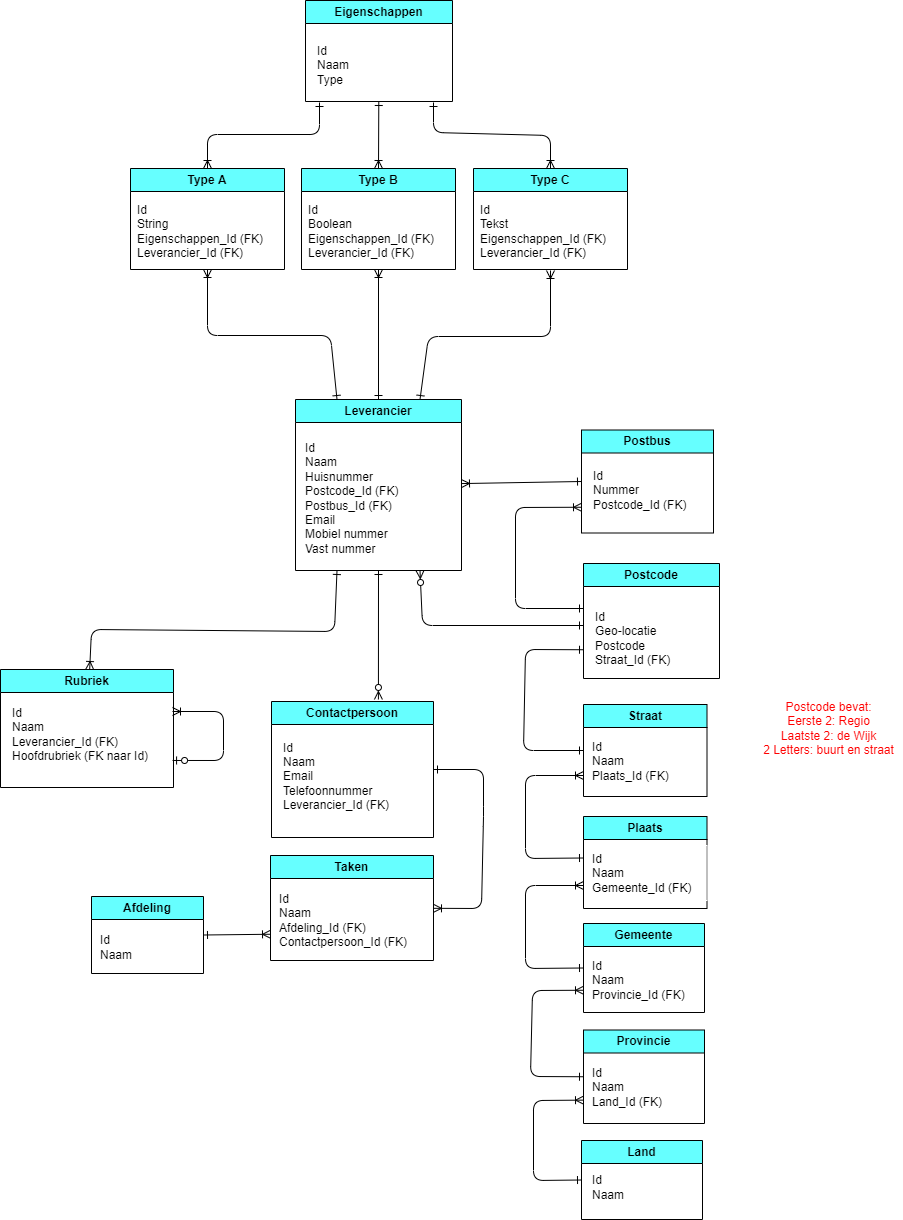 Eigenschappen
Id
Naam
Type
Type A
Id
String
Eigenschappen_Id (FK)
Leverancier_Id (FK)
Type B
Id
Boolean
Eigenschappen_Id (FK)
Leverancier_Id (FK)
Type C
Id
Tekst
Eigenschappen_Id (FK)
Leverancier_Id (FK)
Leverancier
Id
Naam
Huisnummer
Postcode_Id (FK)
Postbus_Id (FK)
Email
Mobiel nummer
Vast nummer
Postbus
Id
Nummer
Postcode_Id (FK)
Postcode
Id
Geo-locatie
Postcode
Straat_Id (FK)
Rubriek
Id
Naam
Leverancier_Id (FK)
Hoofdrubriek (FK naar Id)
Contactpersoon
Id
Naam
Email
Telefoonnummer
Leverancier_Id (FK)
Straat
Id
Naam
Plaats_Id (FK)
Postcode bevat:
Eerste 2: Regio
Laatste 2: de Wijk
2 Letters: buurt en straat
Plaats
Id
Naam
Gemeente_Id (FK)
Taken
Id
Naam
Afdeling_Id (FK)
Contactpersoon_Id (FK)
Afdeling
Id
Naam
Gemeente
Id
Naam
Provincie_Id (FK)
Provincie
Id
Naam
Land_Id (FK)
Land
Id
Naam